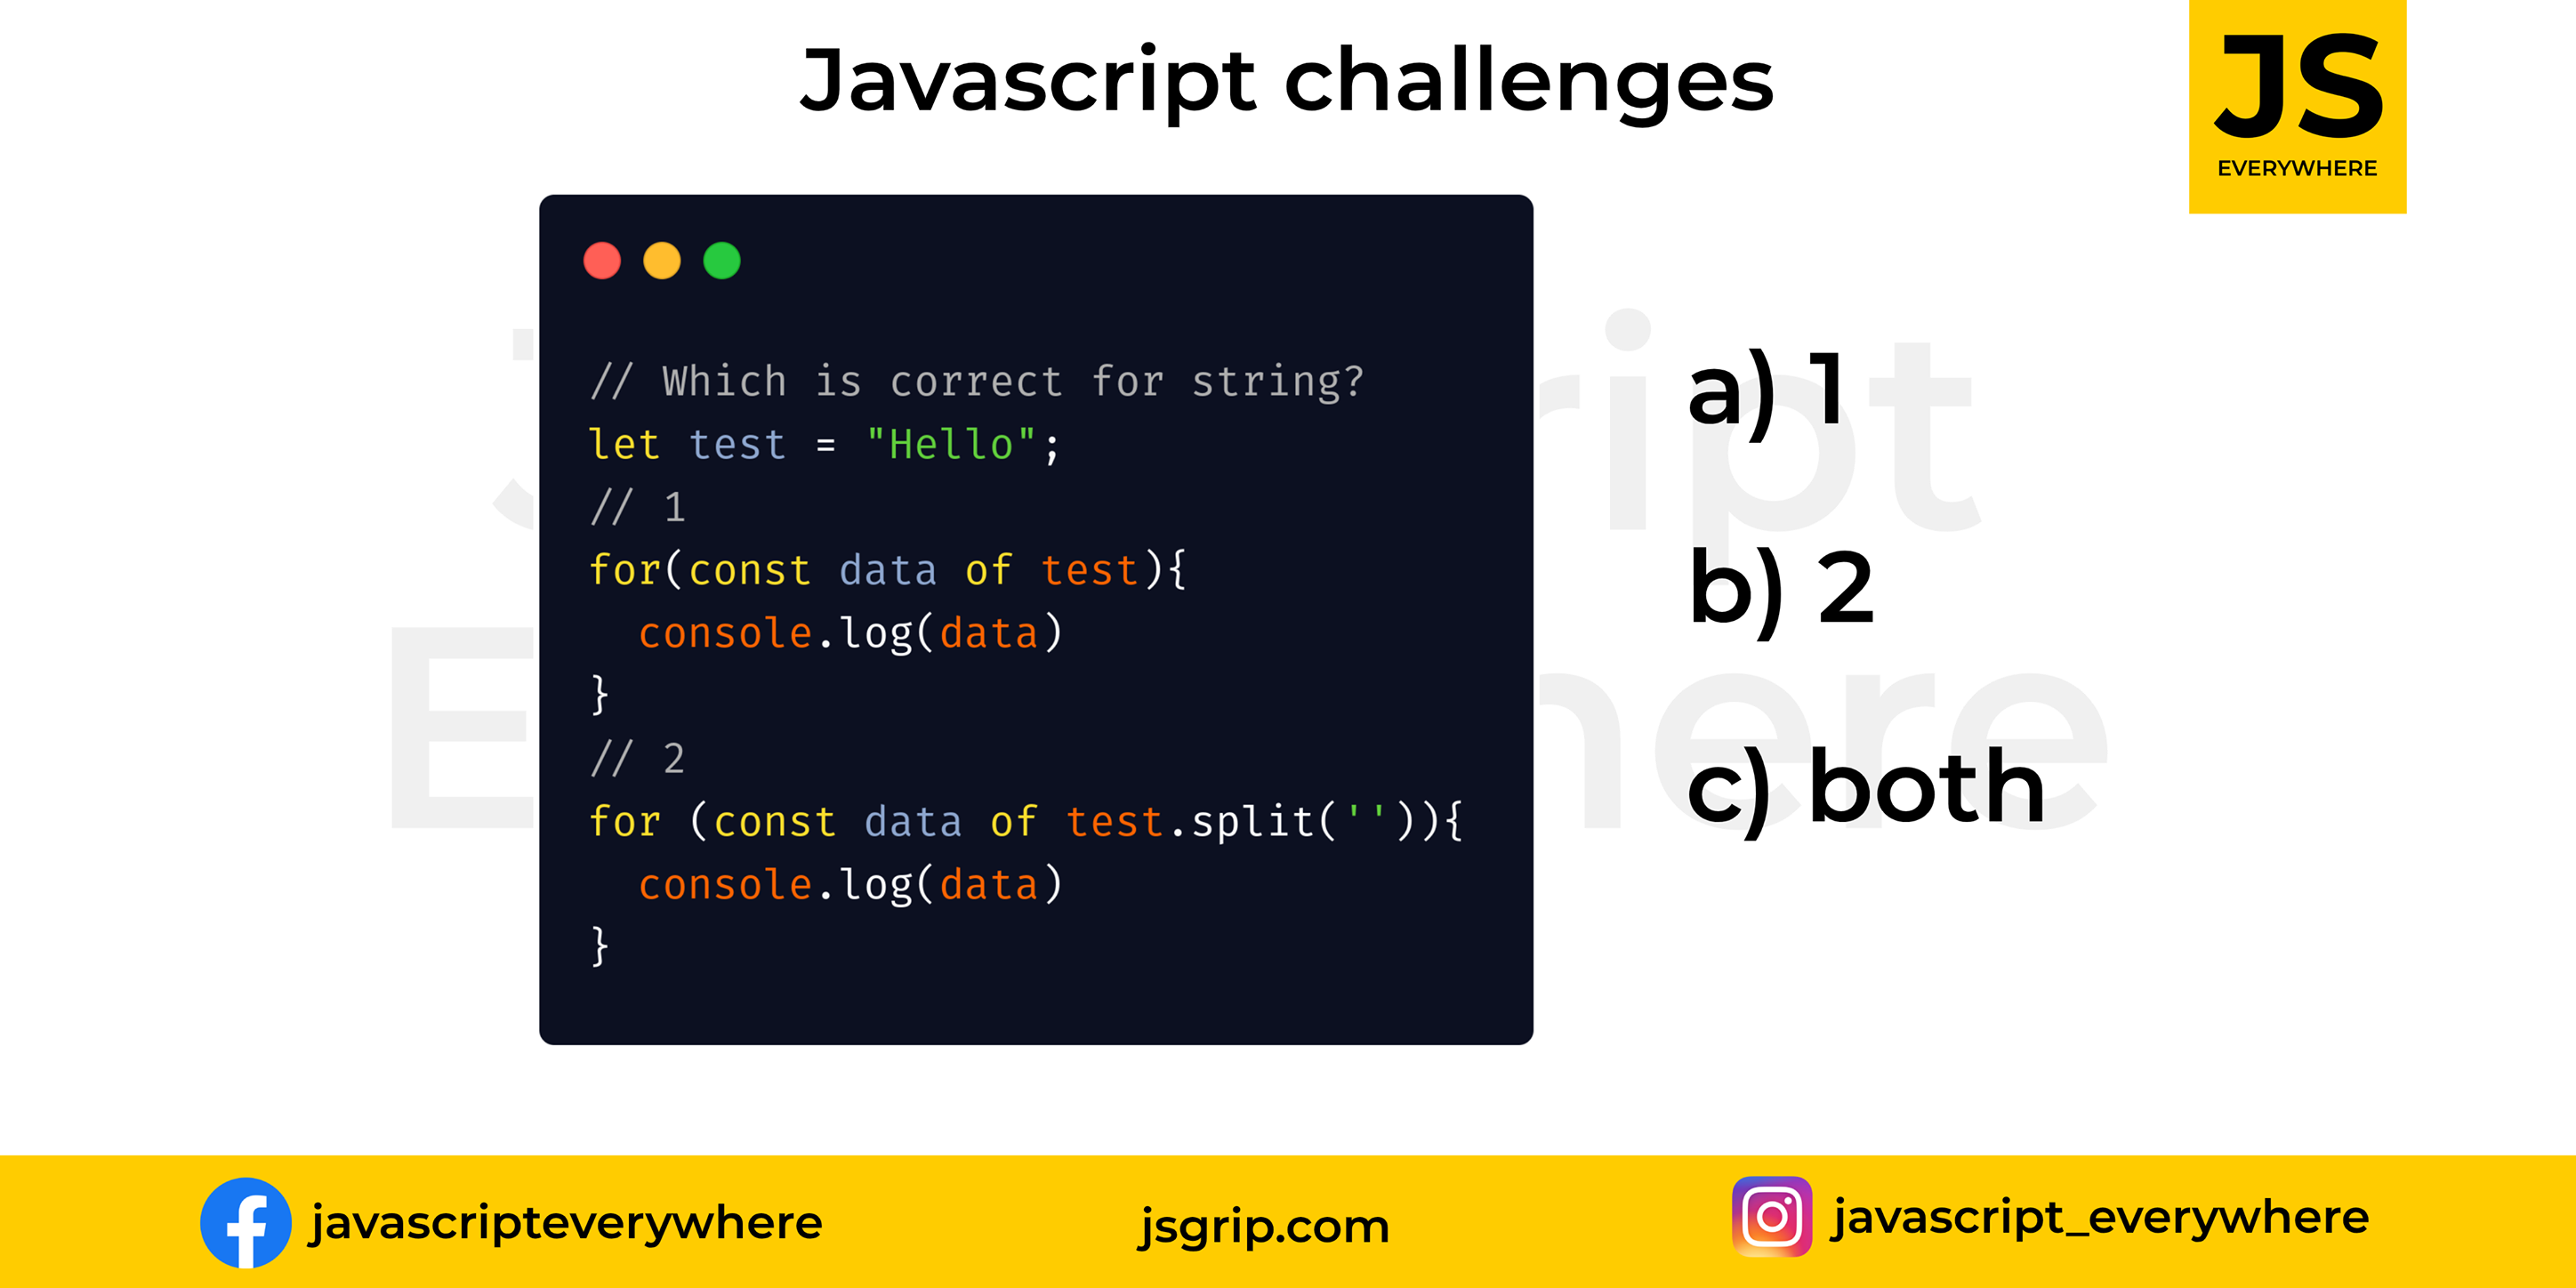 Javascript challenges
JS
EVERYWHERE
// Which is correct for string?
let test = "Hello";
// 1
for(const data of test){
  console.log(data)
}
// 2
for (const data of test.split('')){
  console.log(data)
}
a) 1
b) 2
c) both
javascripteverywhere
jsgrip.com
javascript_everywhere